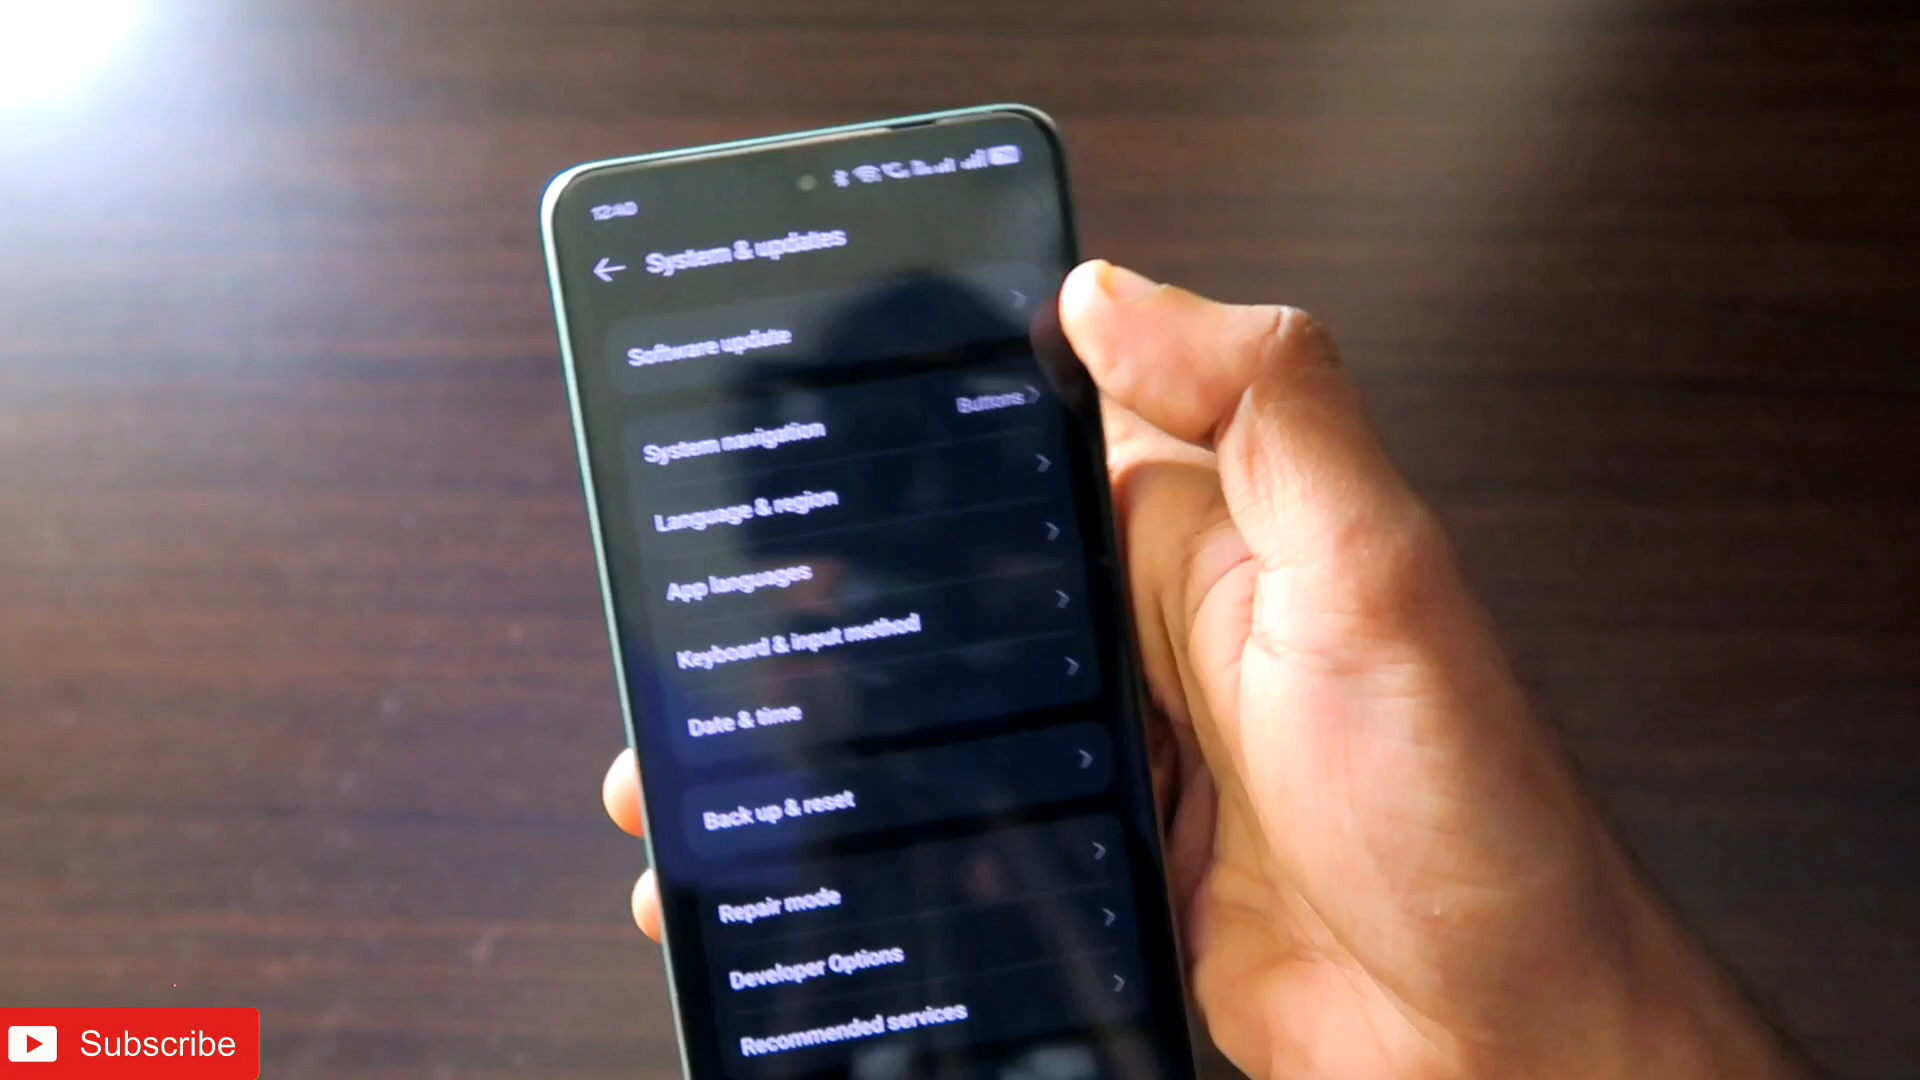 12:40
System & updates
Software update
System navigation Buttons
Language & region
App languages
Keyboard & input method
Date & time
Back up & reset
Repair mode
Developer Options
Recommended services
Subscribe